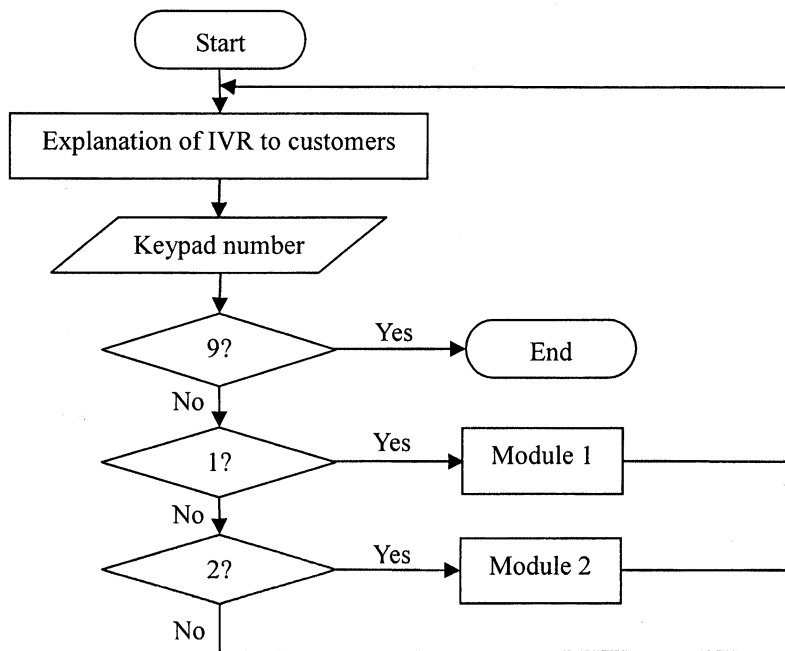 Start
Explanation of IVR to customers
Keypad number
9?
Yes
End
No
1?
Yes
Module 1
No
2?
Yes
Module 2
No